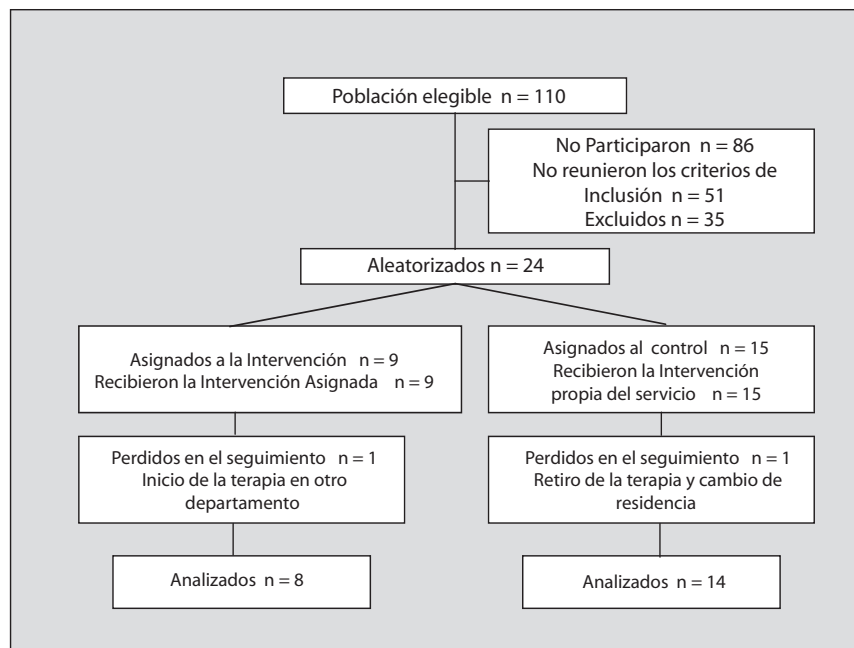 Población elegible n = 110
No Participaron n = 86
No reunieron los criterios de
Inclusión n = 51
Excluidos n = 35
Aleatorizados n = 24
Asignados a la Intervención n = 9
Recibieron la Intervención Asignada n = 9
Asignados al control n = 15
Recibieron la Intervención
propia del servicio n = 15
Perdidos en el seguimiento n = 1
Inicio de la terapia en otro
departamento
Perdidos en el seguimiento n = 1
Retiro de la terapia y cambio de
residencia
Analizados n = 8
Analizados n = 14